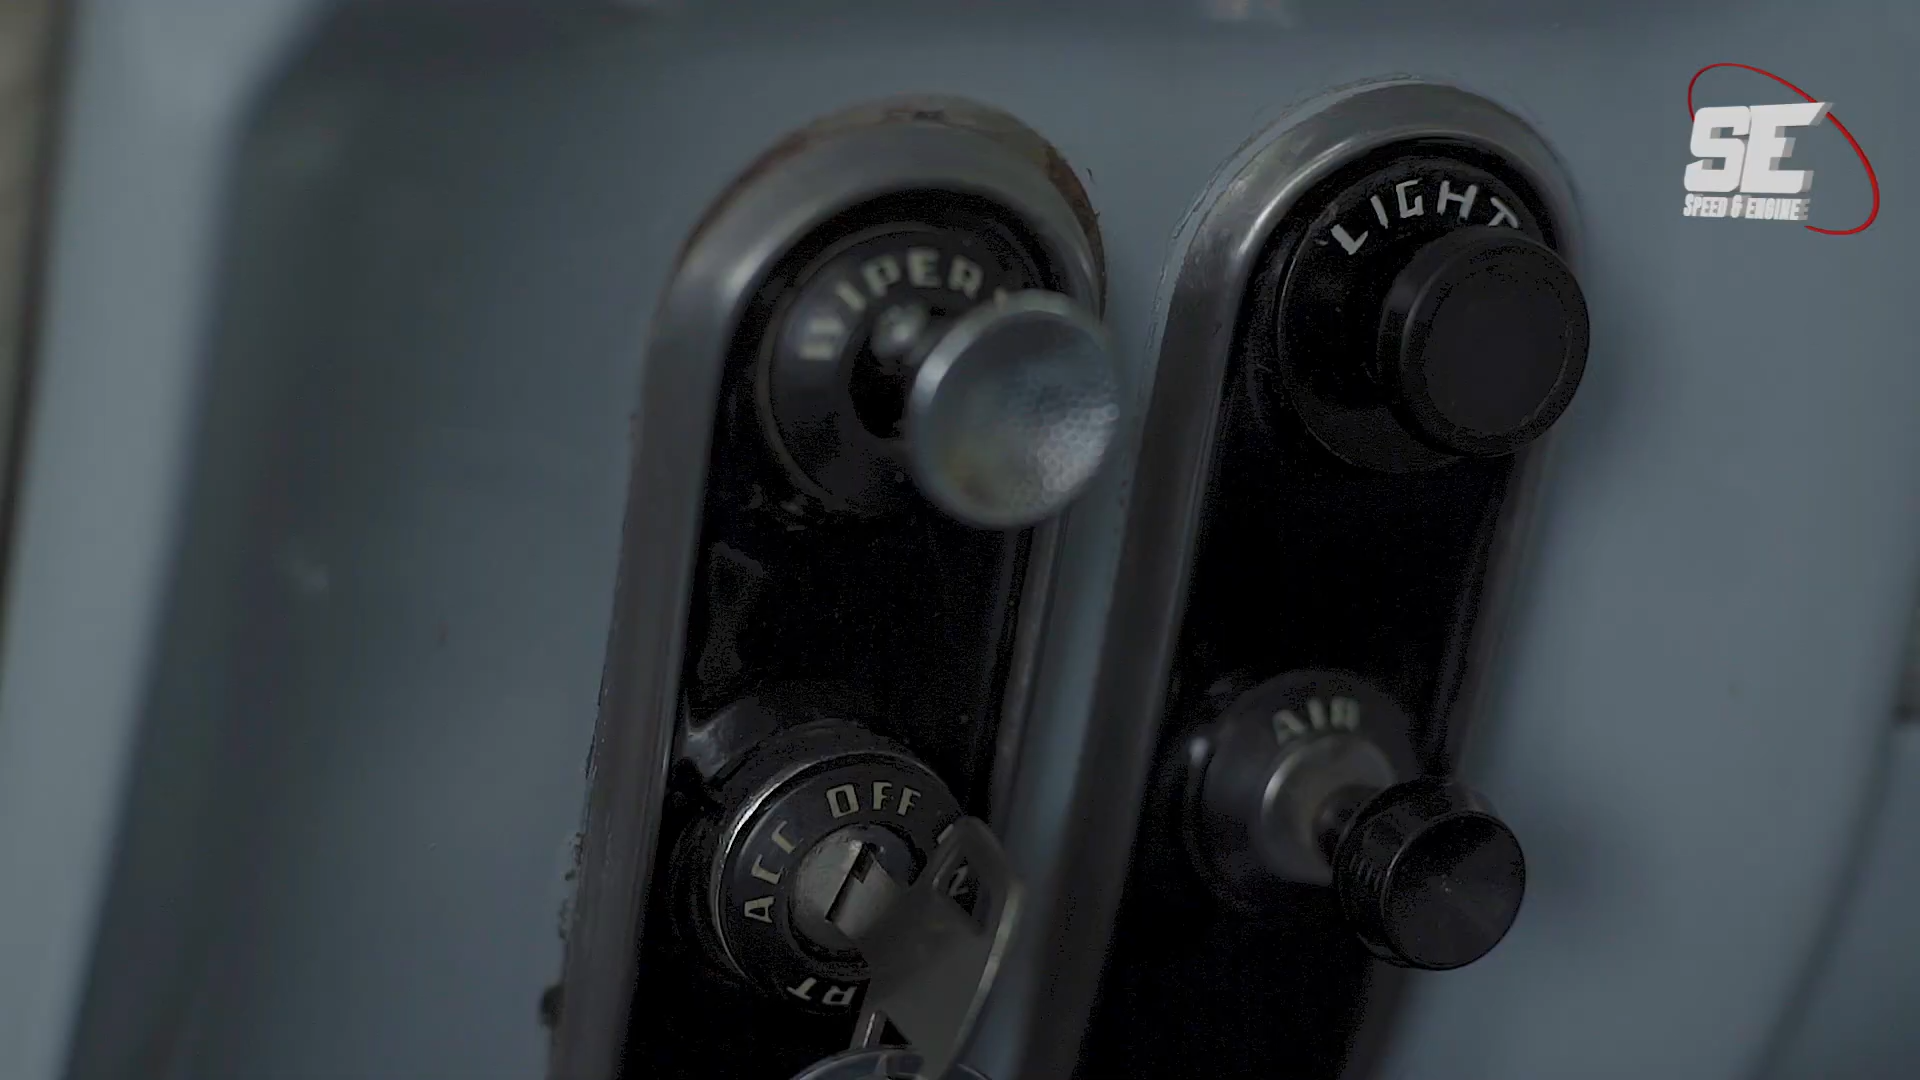 WIPER
LIGHT
SE
SPEED & ENGINE
AIR
OFF
ACC